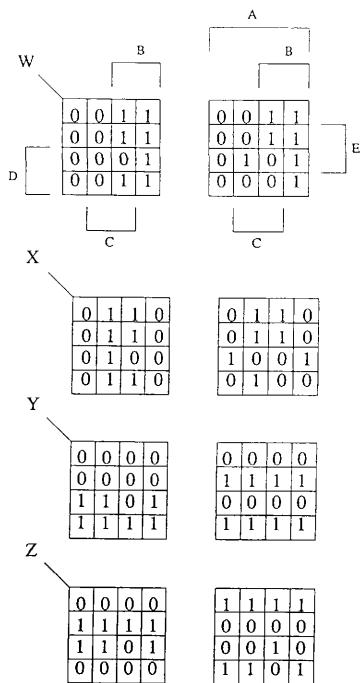 A
B B
W
0 0 1 1 0 0 1 1
0 0 1 1 0 0 1 1
E
0 0 0 1 0 1 0 1
D
0 0 1 1 0 0 0 1
C C
X
0 1 1 0 0 1 1 0
0 1 1 0 0 1 1 0
0 1 0 0 1 0 0 1
0 1 1 0 0 1 0 0
Y
0 0 0 0 0 0 0 0
0 0 0 0 1 1 1 1
1 1 0 1 0 0 0 0
1 1 1 1 1 1 1 1
Z
0 0 0 0 1 1 1 1
1 1 1 1 0 0 0 0
1 1 0 1 0 0 1 0
0 0 0 0 1 1 0 1